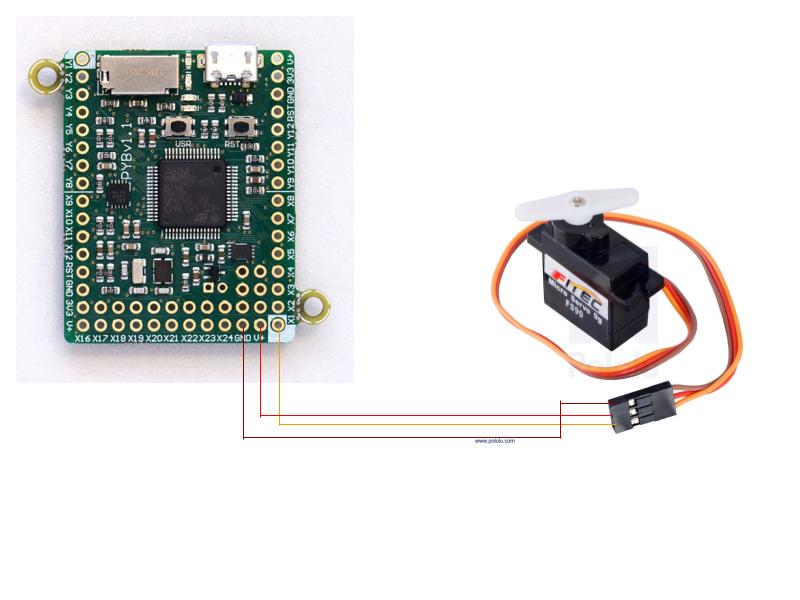 V+
3V3
GND
RST
Y12
Y11
Y10
Y9
X8
X7
X6
X5
X4
X3
X2
X1
Y1
Y2
Y3
Y4
Y5
Y6
Y7
Y8
X9
X10
X11
X12
RST
GND
3V3
V+
PYBv1.1
USR RST
X16 X17 X18 X19 X20 X21 X22 X23 X24 GND V+
FITEC
Micro Servo 9g
FS90
www.pololu.com